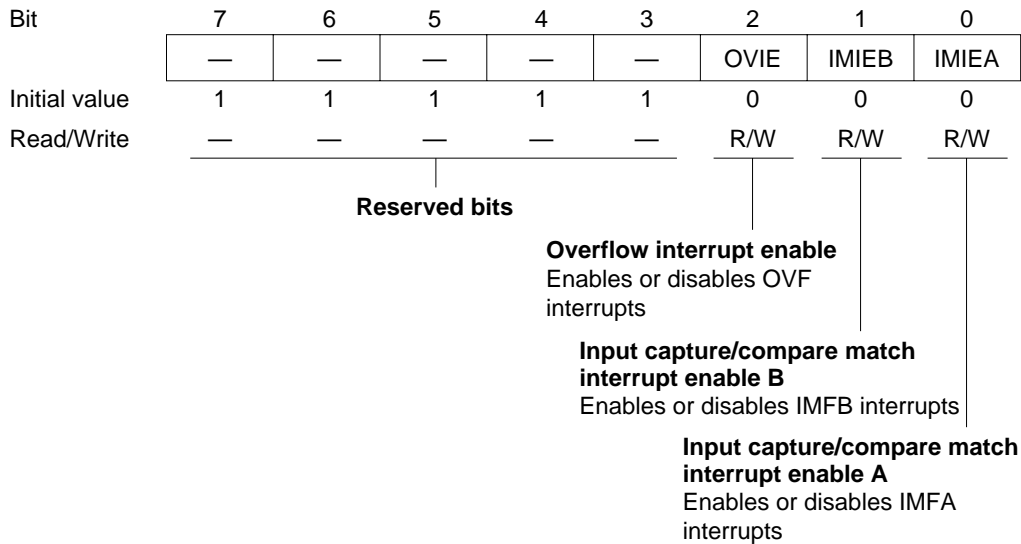 Bit 7 6 5 4 3 2 1 0
— — — — — OVIE IMIEB IMIEA
Initial value 1 1 1 1 1 0 0 0
Read/Write — — — — — R/W R/W R/W
Reserved bits
Overflow interrupt enable
Enables or disables OVF
interrupts
Input capture/compare match
interrupt enable B
Enables or disables IMFB interrupts
Input capture/compare match
interrupt enable A
Enables or disables IMFA
interrupts